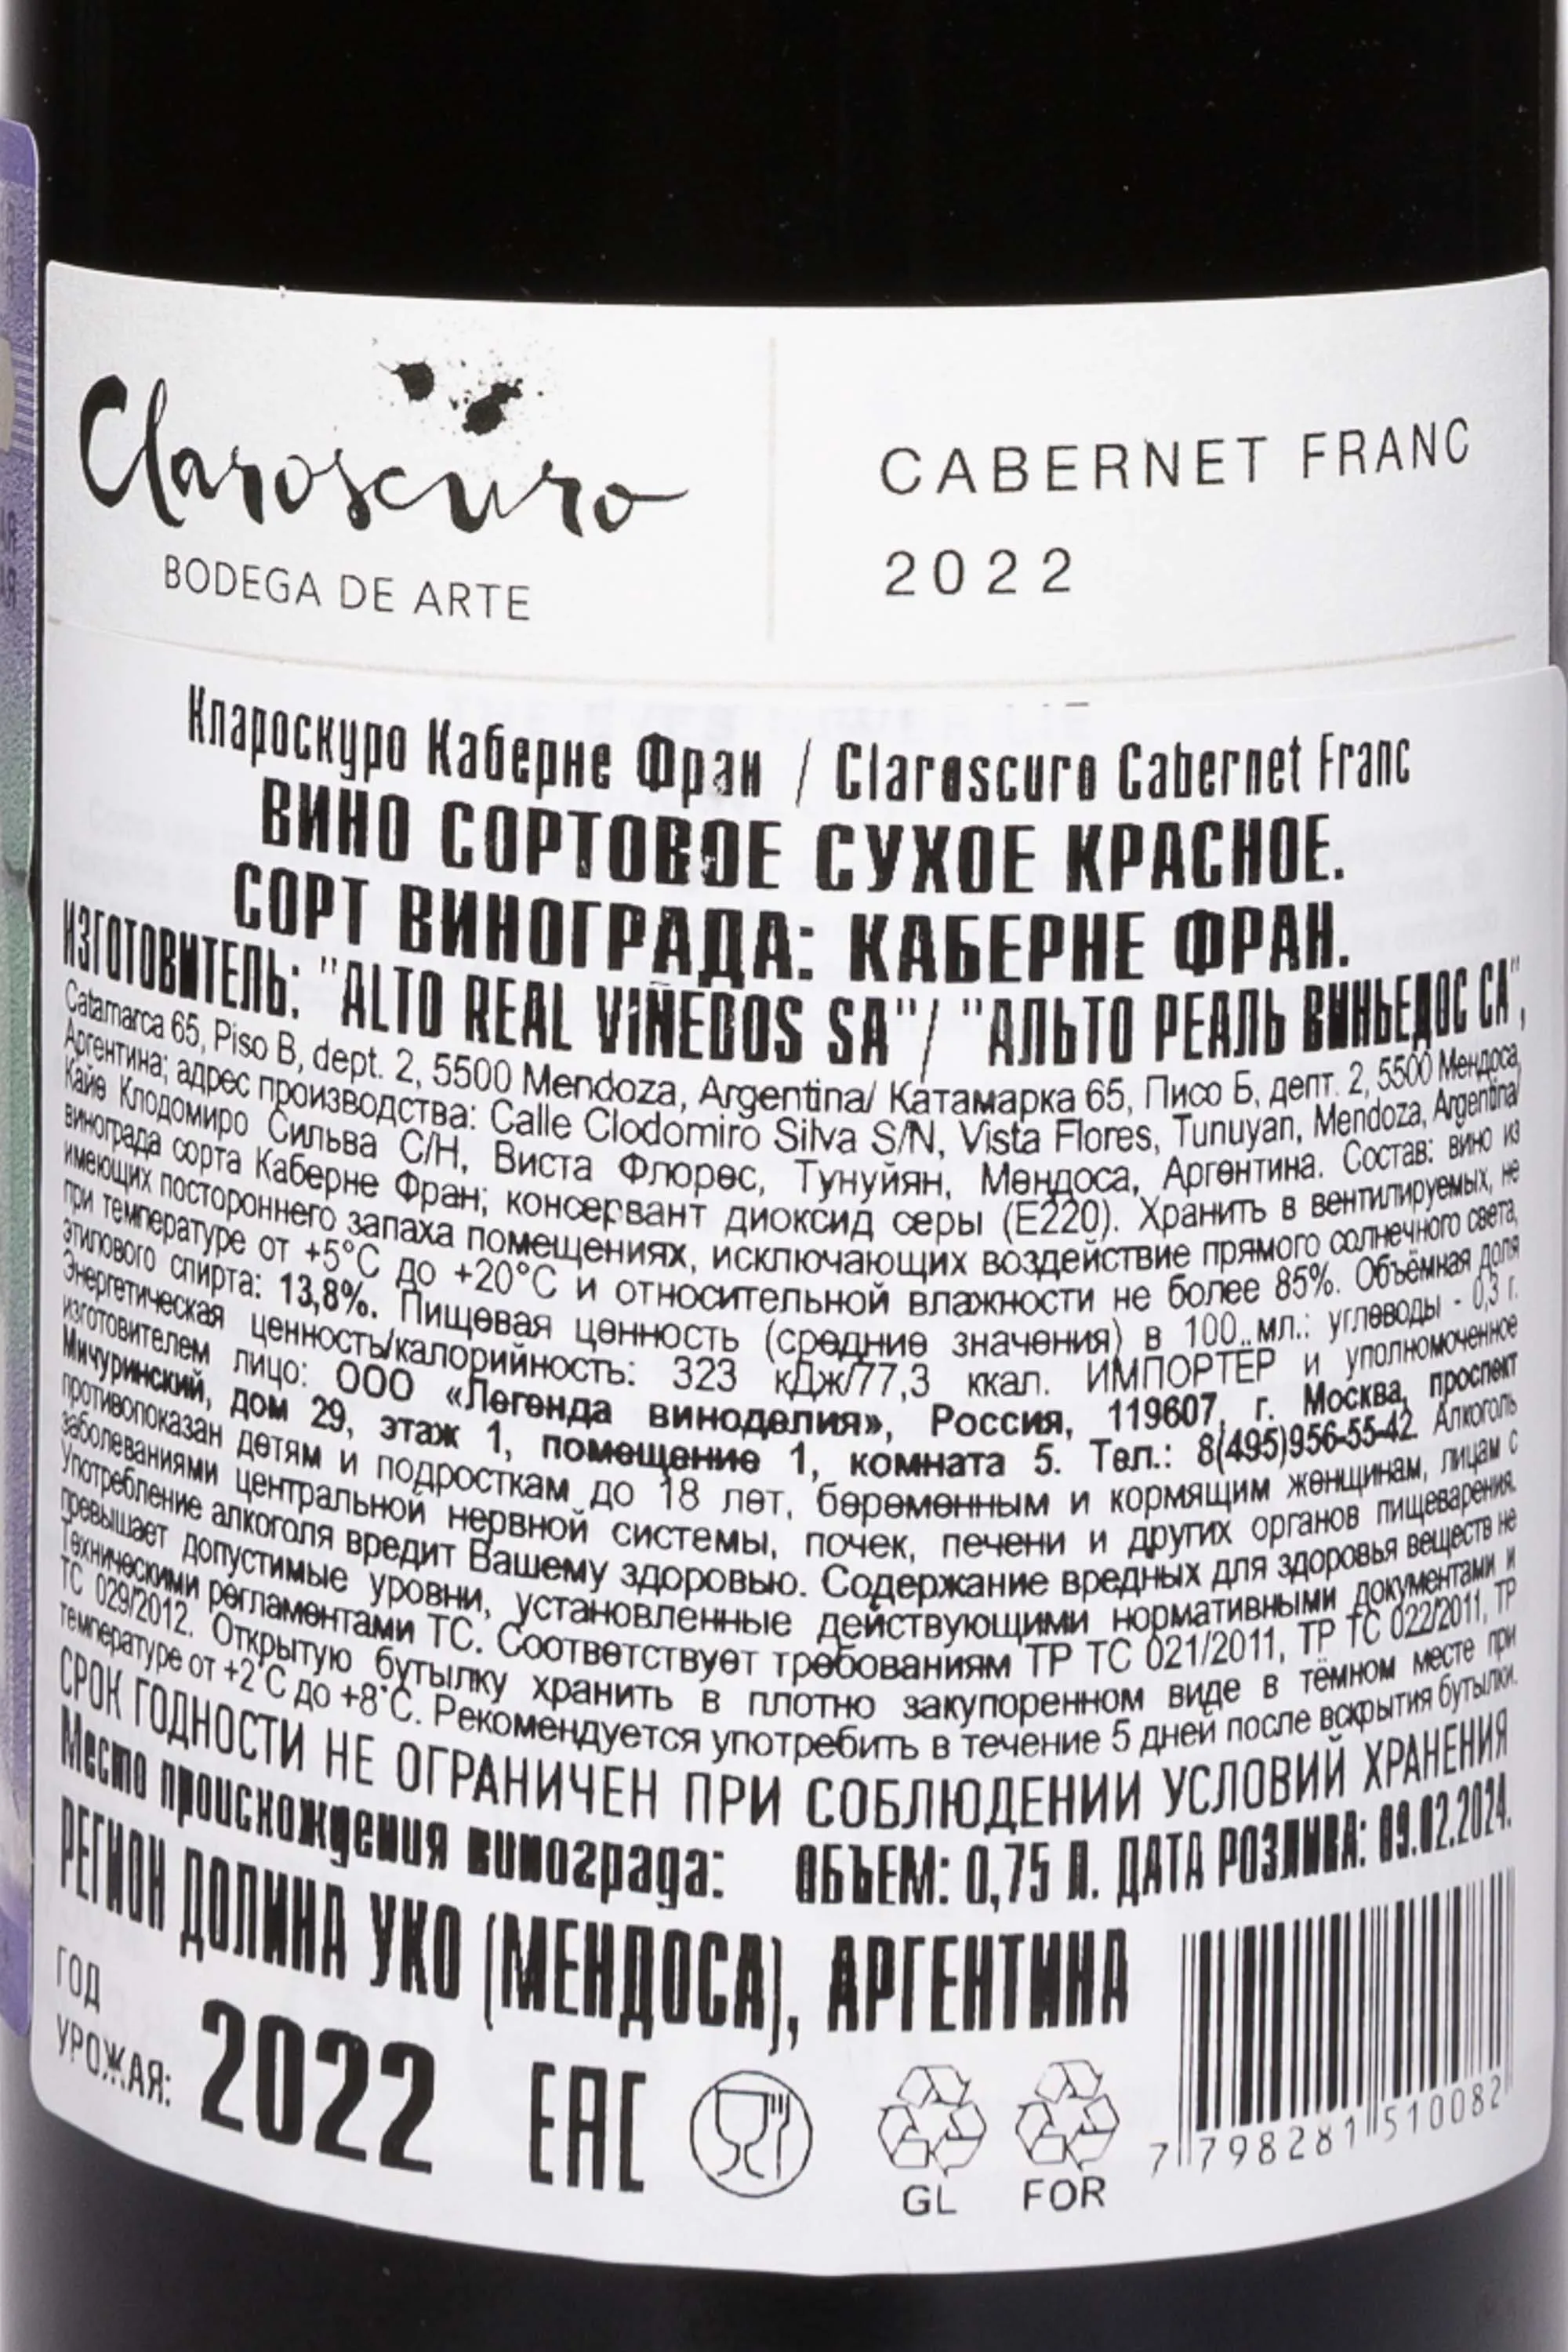 Claroscuro
BODEGA DE ARTE
CABERNET FRANC
2022
Клароскуро Каберне Фран / Claroscuro Cabernet Franc
ВИНО СОРТОВОЕ СУХОЕ КРАСНОЕ.
СОРТ ВИНОГРАДА: КАБЕРНЕ ФРАН.
ИЗГОТОВИТЕЛЬ: "ALTO REAL VIÑEDOS SA"/ "АЛЬТО РЕАЛЬ ВИНЬЕДОС СА",
Catamarca 65, Piso B, dept. 2, 5500 Mendoza, Argentina/ Катамарка 65, Писо Б, депт. 2, 5500 Мендоса,
Аргентина; адрес производства: Calle Clodomiro Silva S/N, Vista Flores, Tunuyan, Mendoza, Argentina/
Кайе Клодомиро Сильва С/Н, Виста Флорес, Тунуйян, Мендоса, Аргентина. Состав: вино из
винограда сорта Каберне Фран; консервант диоксид серы (Е220). Хранить в вентилируемых, не
имеющих постороннего запаха помещениях, исключающих воздействие прямого солнечного света,
при температуре от +5°С до +20°С и относительной влажности не более 85%. Объёмная доля
этилового спирта: 13,8%. Пищевая ценность (средние значения) в 100 мл.: углеводы - 0,3 г.
Энергетическая ценность/калорийность: 323 кДж/77,3 ккал. ИМПОРТЁР и уполномоченное
изготовителем лицо: ООО «Легенда виноделия», Россия, 119607, г. Москва, проспект
Мичуринский, дом 29, этаж 1, помещение 1, комната 5. Тел.: 8(495)956-55-42. Алкоголь
противопоказан детям и подросткам до 18 лет, беременным и кормящим женщинам, лицам с
заболеваниями центральной нервной системы, почек, печени и других органов пищеварения.
Употребление алкоголя вредит Вашему здоровью. Содержание вредных для здоровья веществ не
превышает допустимые уровни, установленные действующими нормативными документами и
Техническими регламентами ТС. Соответствует требованиям ТР ТС 021/2011, ТР ТС 022/2011, ТР
ТС 029/2012. Открытую бутылку хранить в плотно закупоренном виде в тёмном месте при
температуре от +2°С до +8°С. Рекомендуется употребить в течение 5 дней после вскрытия бутылки.
СРОК ГОДНОСТИ НЕ ОГРАНИЧЕН ПРИ СОБЛЮДЕНИИ УСЛОВИЙ ХРАНЕНИЯ
Место происхождения винограда: ОБЪЕМ: 0,75 Л. ДАТА РОЗЛИВА: 09.02.2024.
РЕГИОН ДОЛИНА УКО (МЕНДОСА), АРГЕНТИНА
ГОД
УРОЖАЯ: 2022
EAC
GL FOR
7 798281 510082